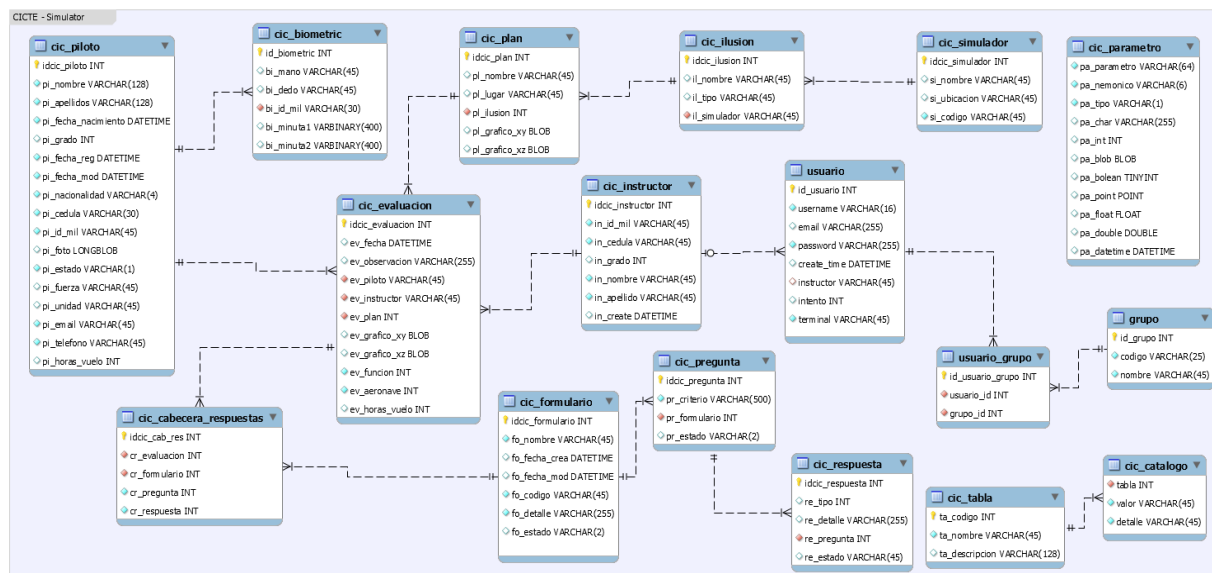 CICTE - Simulator
cic_piloto
idcic_piloto INT
pi_nombre VARCHAR(128)
pi_apellidos VARCHAR(128)
pi_fecha_nacimiento DATETIME
pi_grado INT
pi_fecha_reg DATETIME
pi_fecha_mod DATETIME
pi_nacionalidad VARCHAR(4)
pi_cedula VARCHAR(30)
pi_id_mil VARCHAR(45)
pi_foto LONGBLOB
pi_estado VARCHAR(1)
pi_fuerza VARCHAR(45)
pi_unidad VARCHAR(45)
pi_email VARCHAR(45)
pi_telefono VARCHAR(45)
pi_horas_vuelo INT
cic_biometric
id_biometric INT
bi_mano VARCHAR(45)
bi_dedo VARCHAR(45)
bi_id_mil VARCHAR(30)
bi_minuta1 VARBINARY(400)
bi_minuta2 VARBINARY(400)
cic_plan
idcic_plan INT
pl_nombre VARCHAR(45)
pl_lugar VARCHAR(45)
pl_ilusion INT
pl_grafico_xy BLOB
pl_grafico_xz BLOB
cic_ilusion
idcic_ilusion INT
il_nombre VARCHAR(45)
il_tipo VARCHAR(45)
il_simulador VARCHAR(45)
cic_simulador
idcic_simulador INT
si_nombre VARCHAR(45)
si_ubicacion VARCHAR(45)
si_codigo VARCHAR(45)
cic_parametro
pa_parametro VARCHAR(64)
pa_nemonico VARCHAR(6)
pa_tipo VARCHAR(1)
pa_char VARCHAR(255)
pa_int INT
pa_blob BLOB
pa_bolean TINYINT
pa_point POINT
pa_float FLOAT
pa_double DOUBLE
pa_datetime DATETIME
cic_evaluacion
idcic_evaluacion INT
ev_fecha DATETIME
ev_observacion VARCHAR(255)
ev_piloto VARCHAR(45)
ev_instructor VARCHAR(45)
ev_plan INT
ev_grafico_xy BLOB
ev_grafico_xz BLOB
ev_funcion INT
ev_aeronave INT
ev_horas_vuelo INT
cic_instructor
idcic_instructor INT
in_id_mil VARCHAR(45)
in_cedula VARCHAR(45)
in_grado INT
in_nombre VARCHAR(45)
in_apellido VARCHAR(45)
in_create DATETIME
usuario
id_usuario INT
username VARCHAR(16)
email VARCHAR(255)
password VARCHAR(255)
create_time DATETIME
instructor VARCHAR(45)
intento INT
terminal VARCHAR(45)
grupo
id_grupo INT
codigo VARCHAR(25)
nombre VARCHAR(45)
usuario_grupo
id_usuario_grupo INT
usuario_id INT
grupo_id INT
cic_pregunta
idcic_pregunta INT
pr_criterio VARCHAR(500)
pr_formulario INT
pr_estado VARCHAR(2)
cic_cabecera_respuestas
idcic_cab_res INT
cr_evaluacion INT
cr_formulario INT
cr_pregunta INT
cr_respuesta INT
cic_formulario
idcic_formulario INT
fo_nombre VARCHAR(45)
fo_fecha_crea DATETIME
fo_fecha_mod DATETIME
fo_codigo VARCHAR(45)
fo_detalle VARCHAR(255)
fo_estado VARCHAR(2)
cic_respuesta
idcic_respuesta INT
re_tipo INT
re_detalle VARCHAR(255)
re_pregunta INT
re_estado VARCHAR(45)
cic_tabla
ta_codigo INT
ta_nombre VARCHAR(45)
ta_descripcion VARCHAR(128)
cic_catalogo
tabla INT
valor VARCHAR(45)
detalle VARCHAR(45)